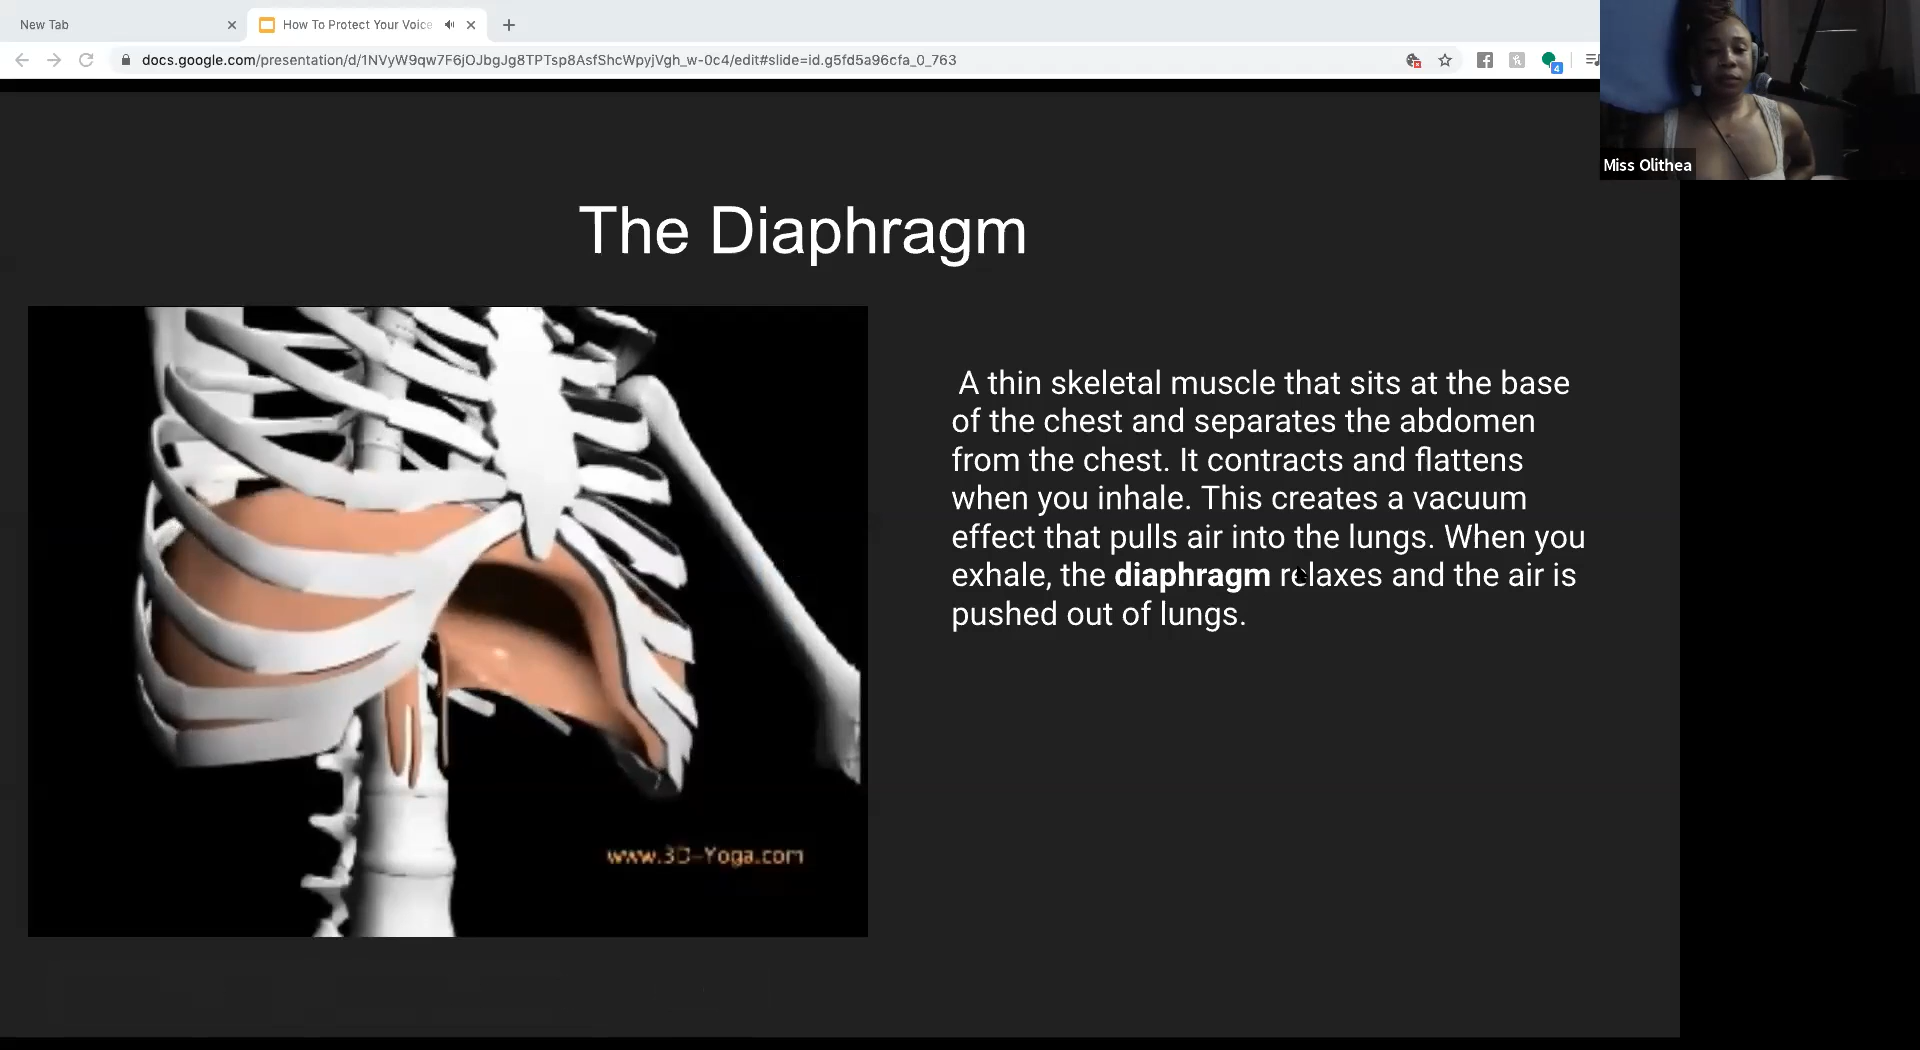 New Tab
How To Protect Your Voice
docs.google.com/presentation/d/1NVyW9qw7F6jOJbgJg8TPTsp8AsfShcWpyjVgh_w-0c4/edit#slide=id.g5fd5a96cfa_0_763
4
Miss Olithea
The Diaphragm
A thin skeletal muscle that sits at the base
of the chest and separates the abdomen
from the chest. It contracts and flattens
when you inhale. This creates a vacuum
effect that pulls air into the lungs. When you
exhale, the diaphragm relaxes and the air is
pushed out of lungs.
www.3D-Yoga.com